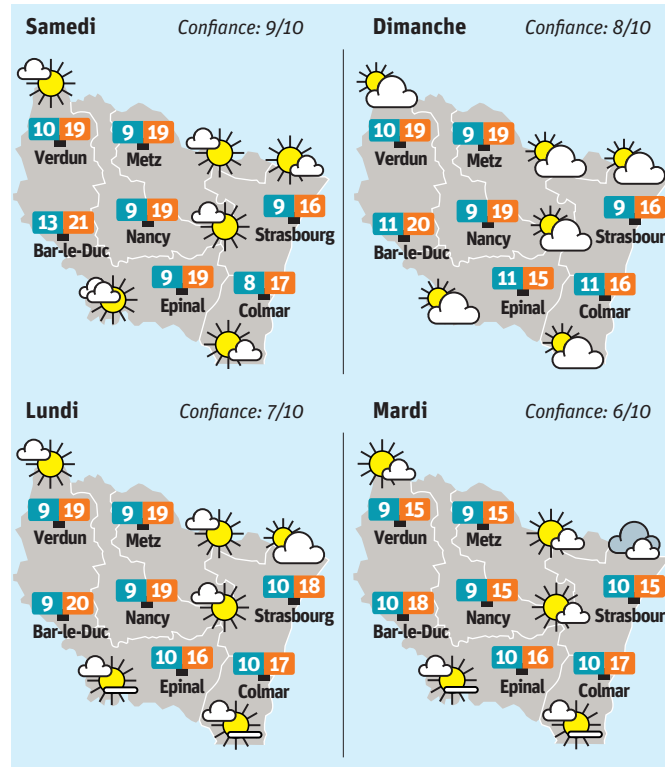 Samedi Confiance: 9/10
10 19 9 19
Verdun Metz
9 19 9 16
13 21 Nancy Strasbourg
Bar-le-Duc
9 19 8 17
Epinal Colmar
Dimanche Confiance: 8/10
10 19 9 19
Verdun Metz
9 19 9 16
11 20 Nancy Strasbour
Bar-le-Duc
11 15 11 16
Epinal Colmar
Lundi Confiance: 7/10
9 19 9 19
Verdun Metz
9 20 9 19 10 18
Bar-le-Duc Nancy Strasbourg
10 16 10 17
Epinal Colmar
Mardi Confiance: 6/10
9 15 9 15
Verdun Metz
10 18 9 15 10 15
Bar-le-Duc Nancy Strasbour
10 16 10 17
Epinal Colmar